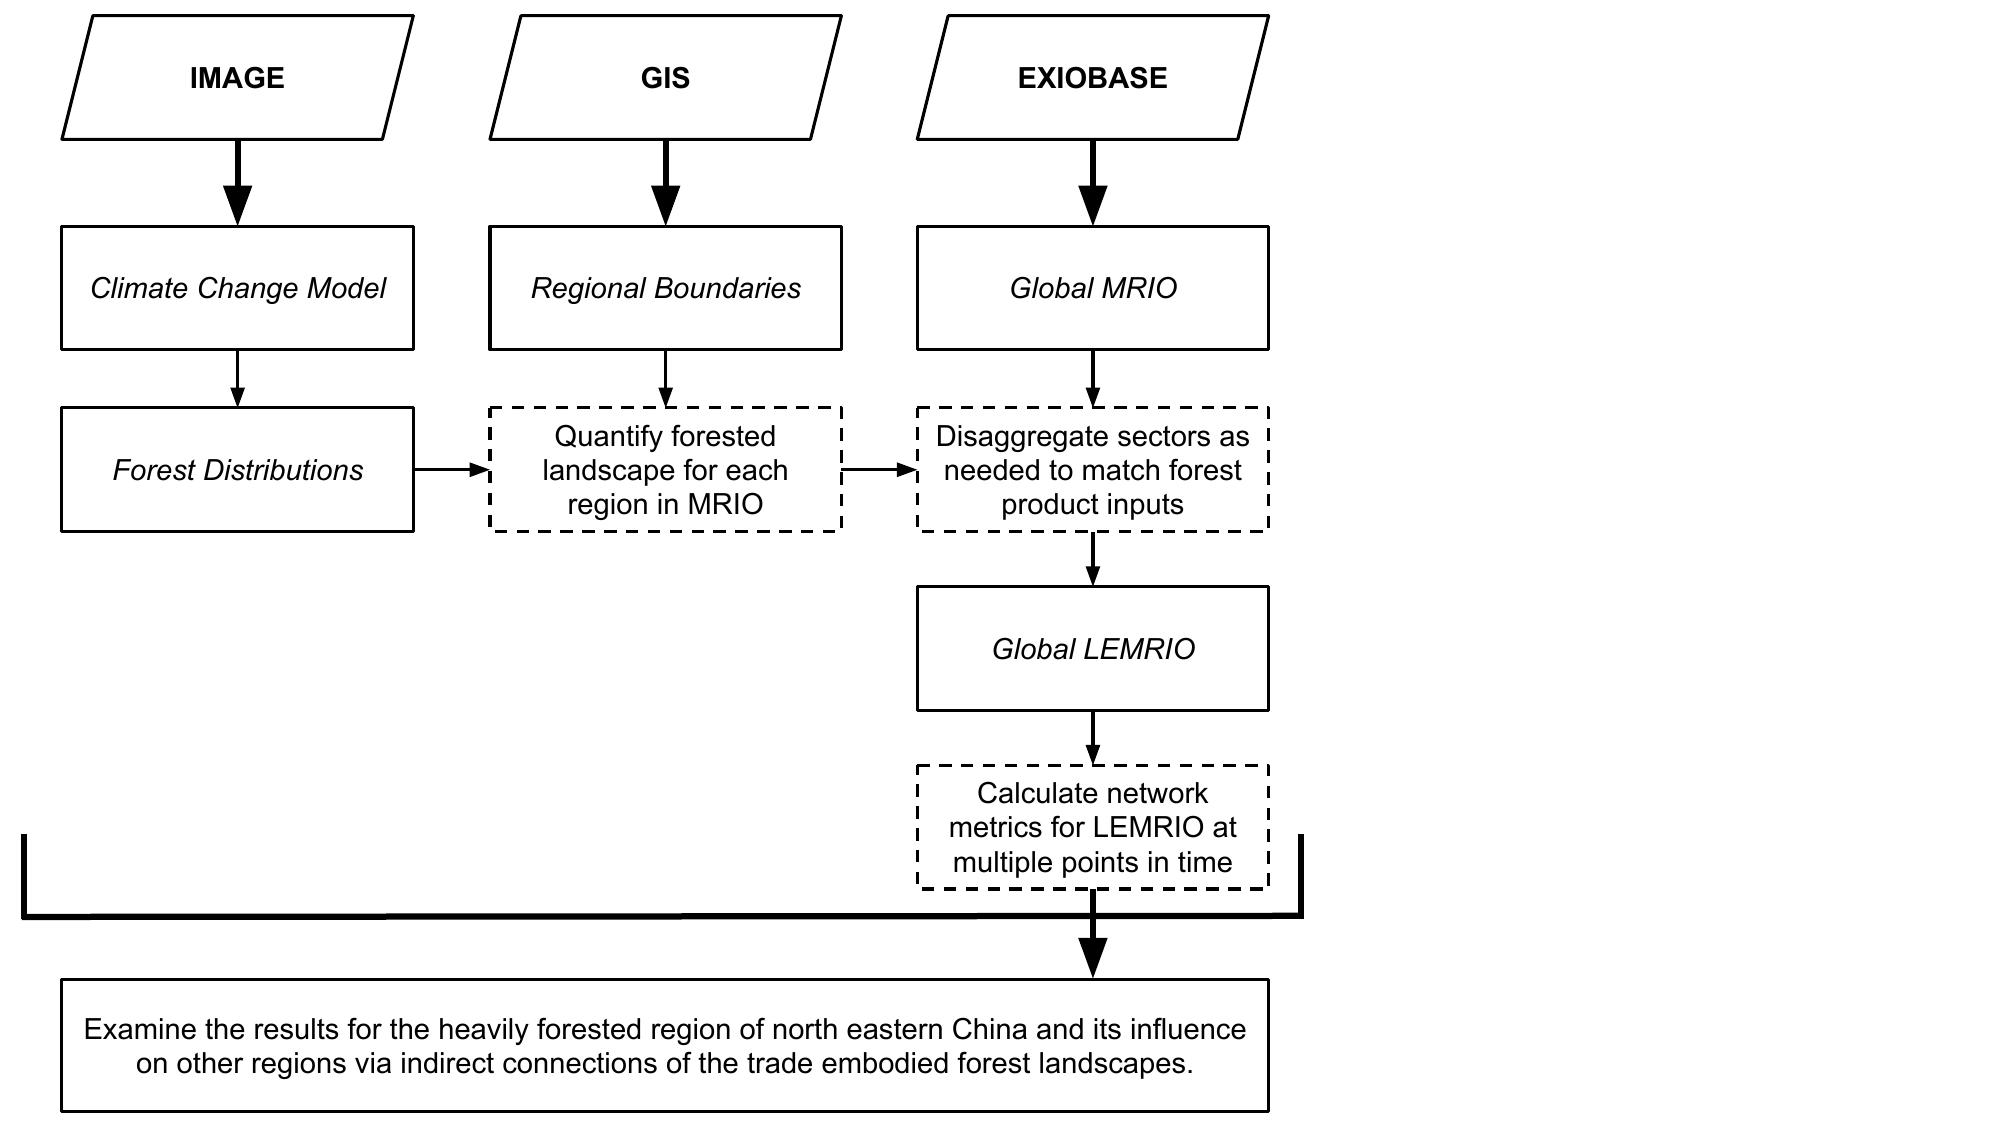 IMAGE
GIS
EXIOBASE
Climate Change Model
Regional Boundaries
Global MRIO
Forest Distributions
Quantify forested
landscape for each
region in MRIO
Disaggregate sectors as
needed to match forest
product inputs
Global LEMRIO
Calculate network
metrics for LEMRIO at
multiple points in time
Examine the results for the heavily forested region of north eastern China and its influence
on other regions via indirect connections of the trade embodied forest landscapes.